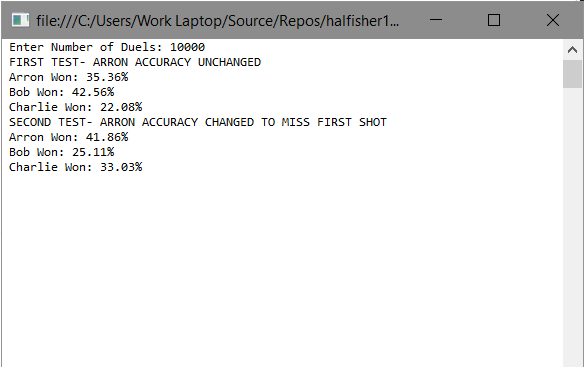 file:///C:/Users/Work Laptop/Source/Repos/halfisher1...
Enter Number of Duels: 10000
FIRST TEST- ARRON ACCURACY UNCHANGED
Arron Won: 35.36%
Bob Won: 42.56%
Charlie Won: 22.08%
SECOND TEST- ARRON ACCURACY CHANGED TO MISS FIRST SHOT
Arron Won: 41.86%
Bob Won: 25.11%
Charlie Won: 33.03%